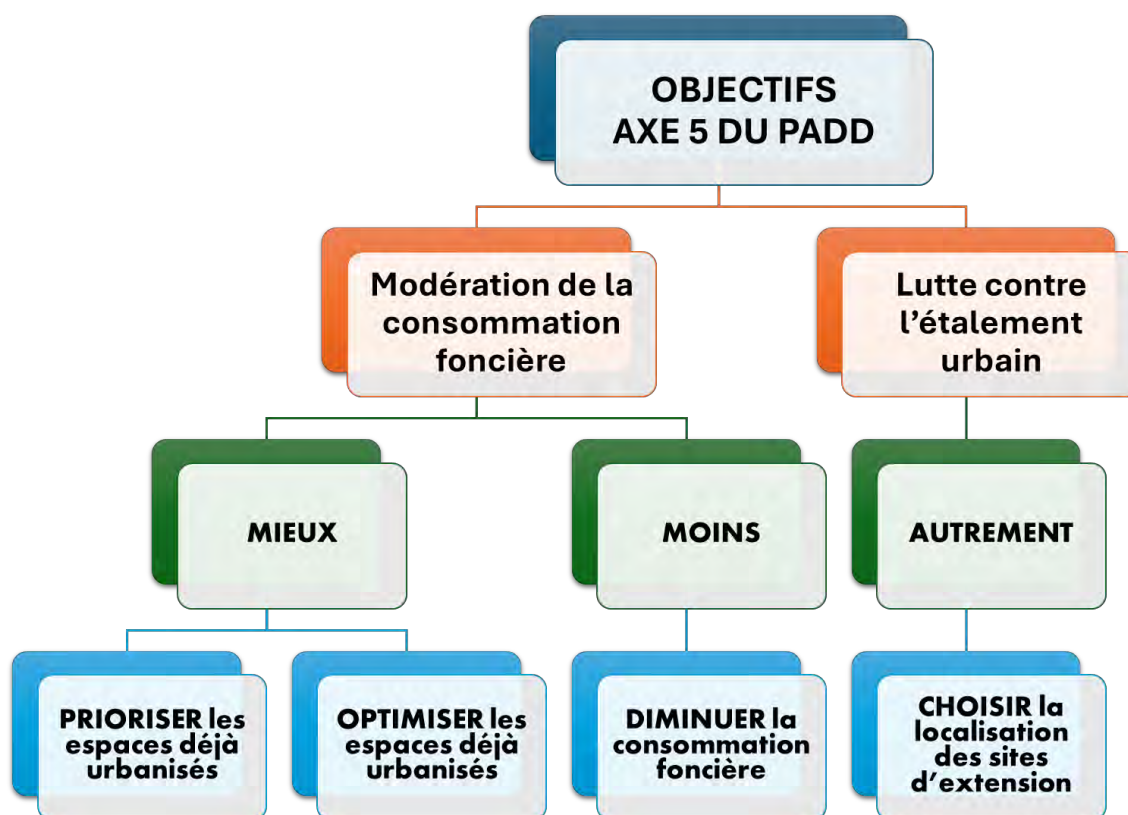 OBJECTIFS
AXE 5 DU PADD
Modération de la
consommation
foncière
Lutte contre
l’étalement
urbain
MIEUX
MOINS
AUTREMENT
PRIORISER les
espaces déjà
urbanisés
OPTIMISER les
espaces déjà
urbanisés
DIMINUER la
consommation
foncière
CHOISIR la
localisation
des sites
d’extension